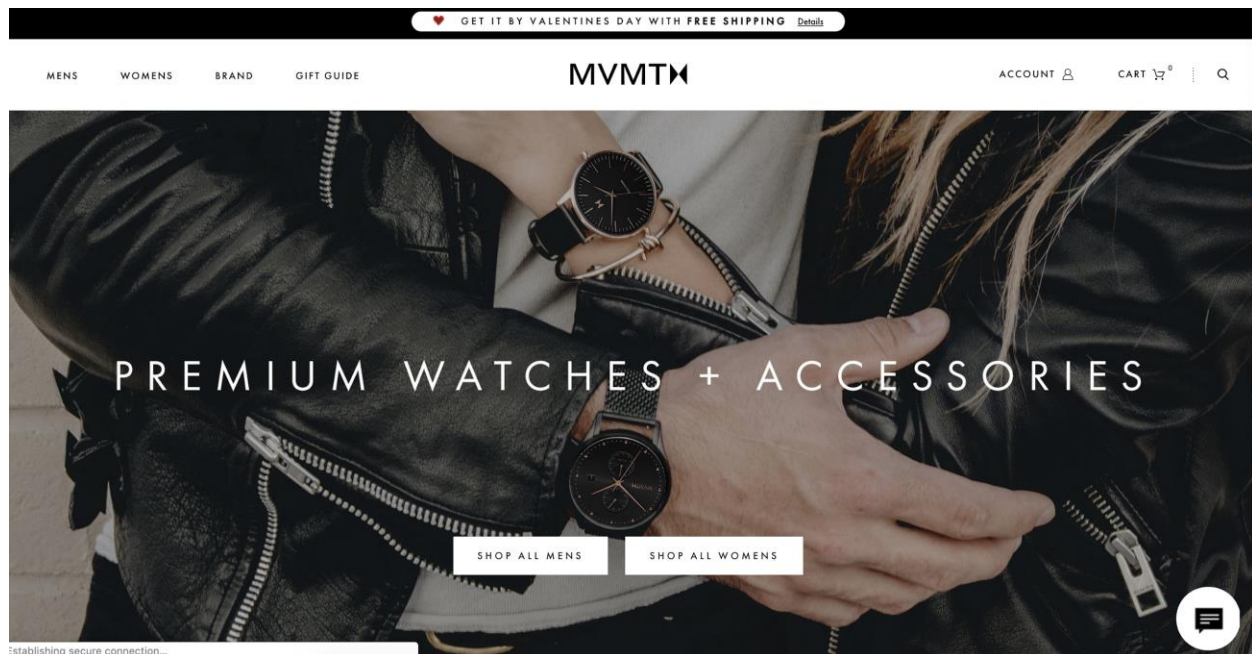 GET IT BY VALENTINES DAY WITH FREE SHIPPING Details
MENS WOMENS BRAND GIFT GUIDE MVMT ACCOUNT CART 0
PREMIUM WATCHES + ACCESSORIES
SHOP ALL MENS SHOP ALL WOMENS
Establishing secure connection...